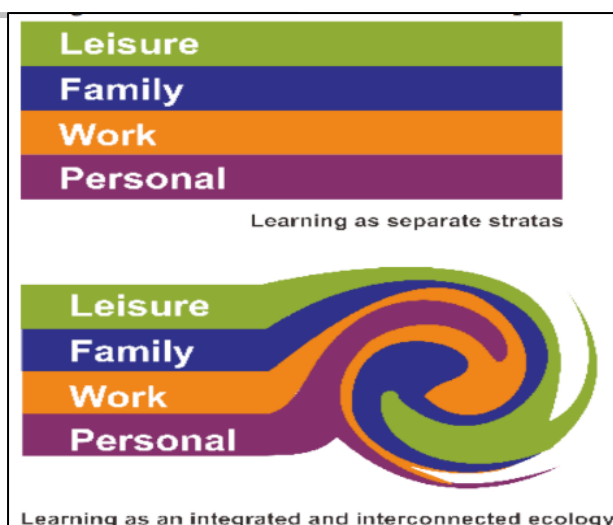 Leisure
Family
Work
Personal
Learning as separate stratas
Leisure
Family
Work
Personal
Learning as an integrated and interconnected ecology